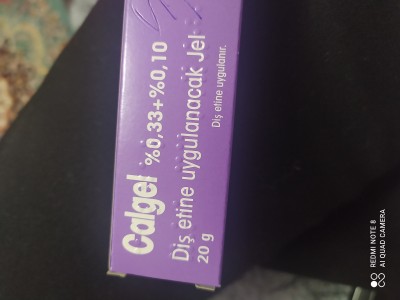 Calgel %0,33+%0,10
Diş etine uygulanacak Jel
20 g
Diş etine uygulanır.
REDMI NOTE 8
AI QUAD CAMERA